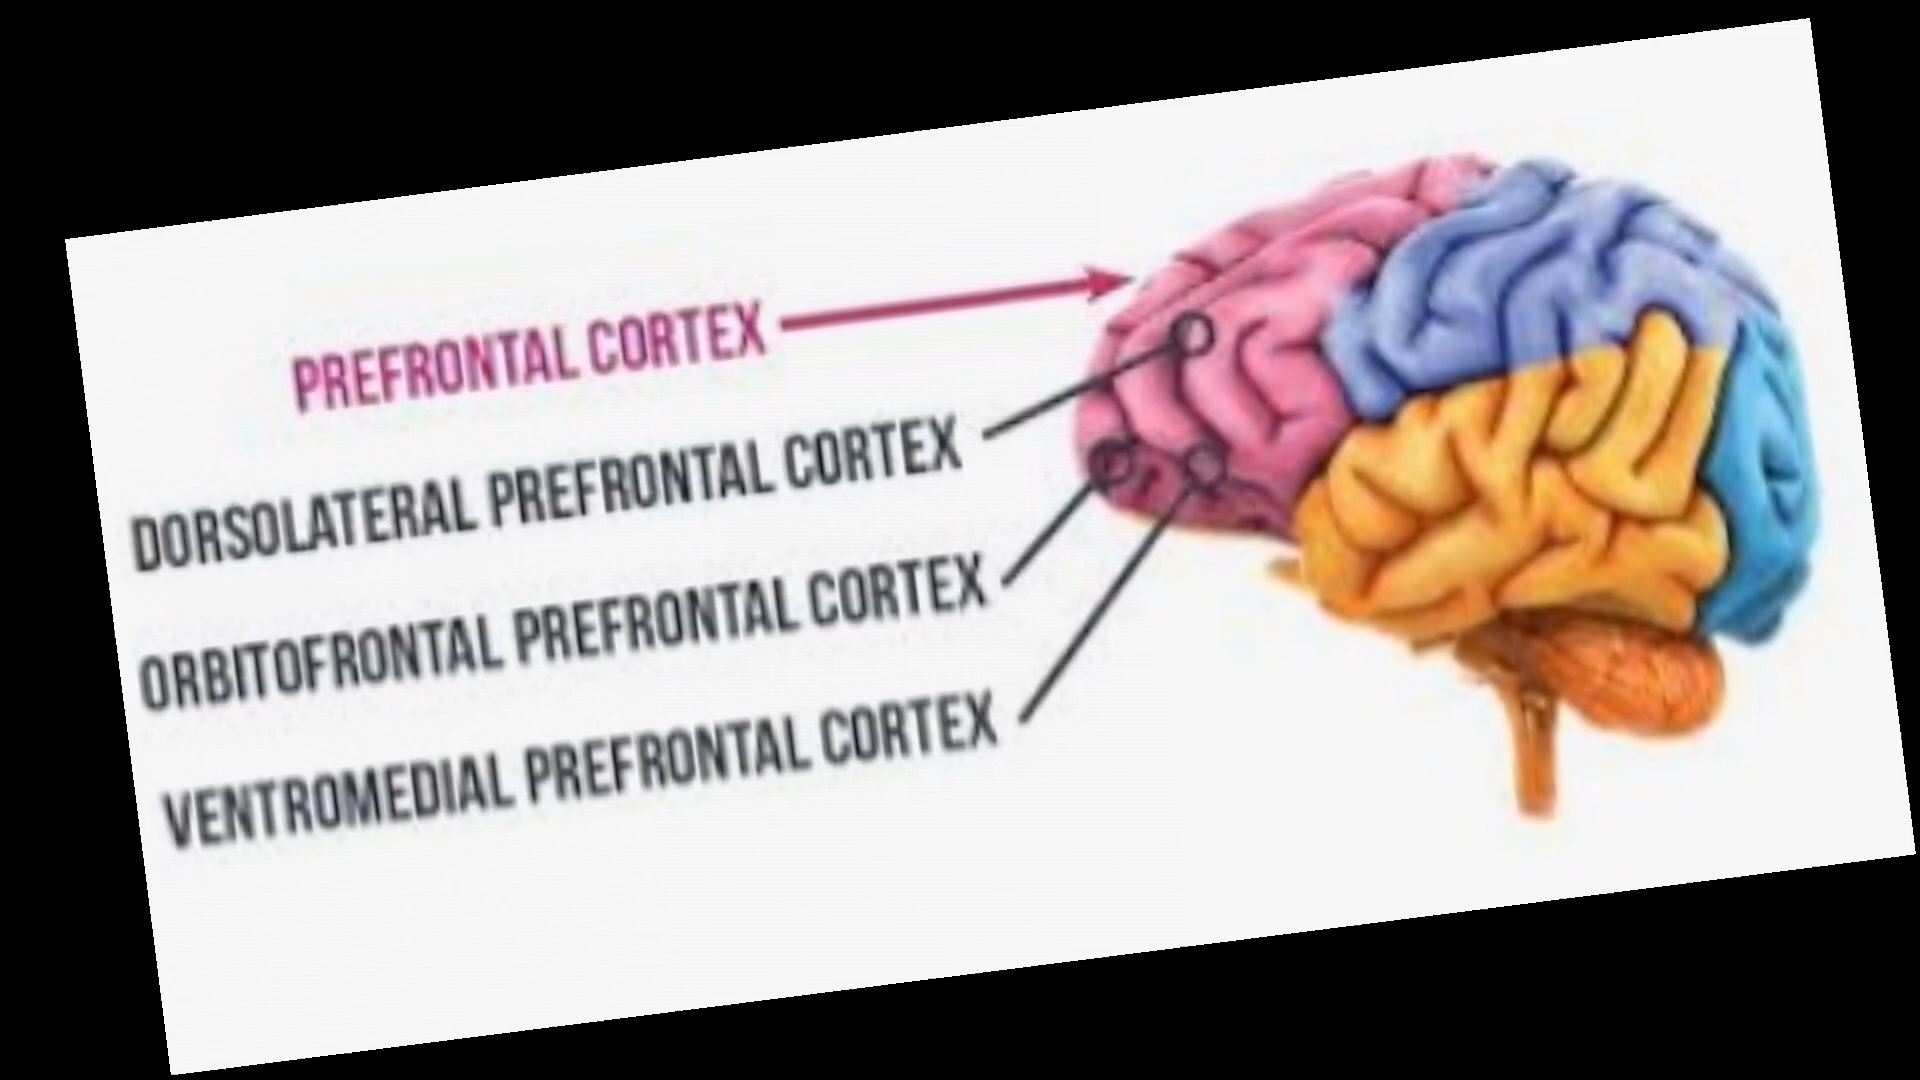 PREFRONTAL CORTEX
DORSOLATERAL PREFRONTAL CORTEX
ORBITOFRONTAL PREFRONTAL CORTEX
VENTROMEDIAL PREFRONTAL CORTEX